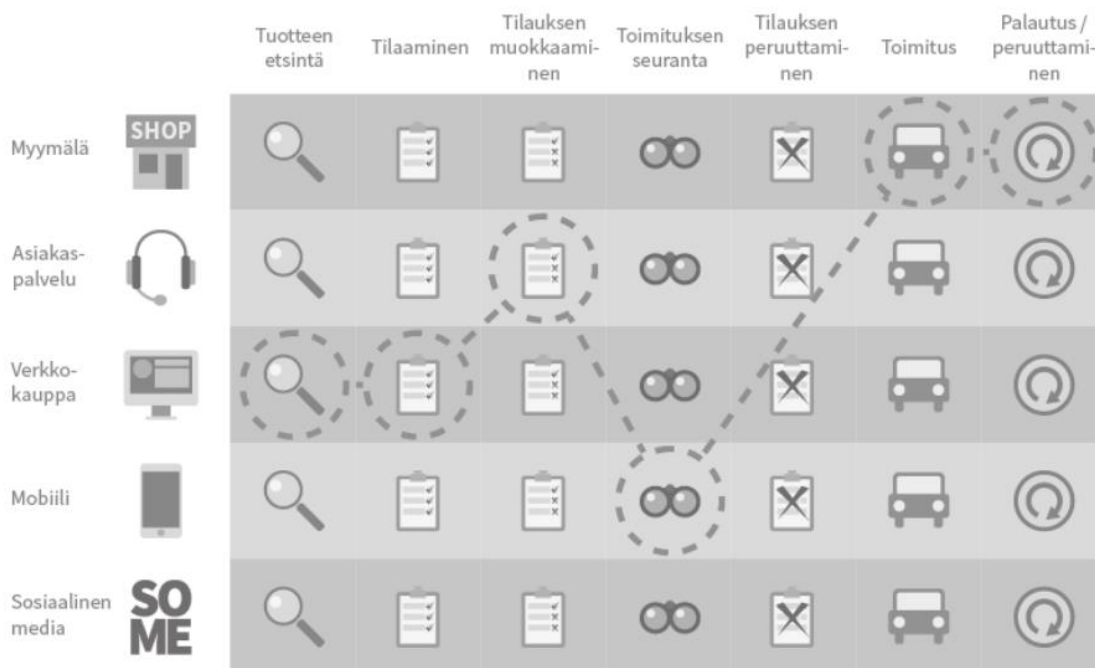 Tuotteen
etsintä
Tilaaminen
Tilauksen
muokkaami-
nen
Toimituksen
seuranta
Tilauksen
peruuttami-
nen
Toimitus
Palautus /
peruuttami-
nen
Myymälä
SHOP
Asiakas-
palvelu
Verkko-
kauppa
Mobiili
Sosiaalinen
media
SO
ME